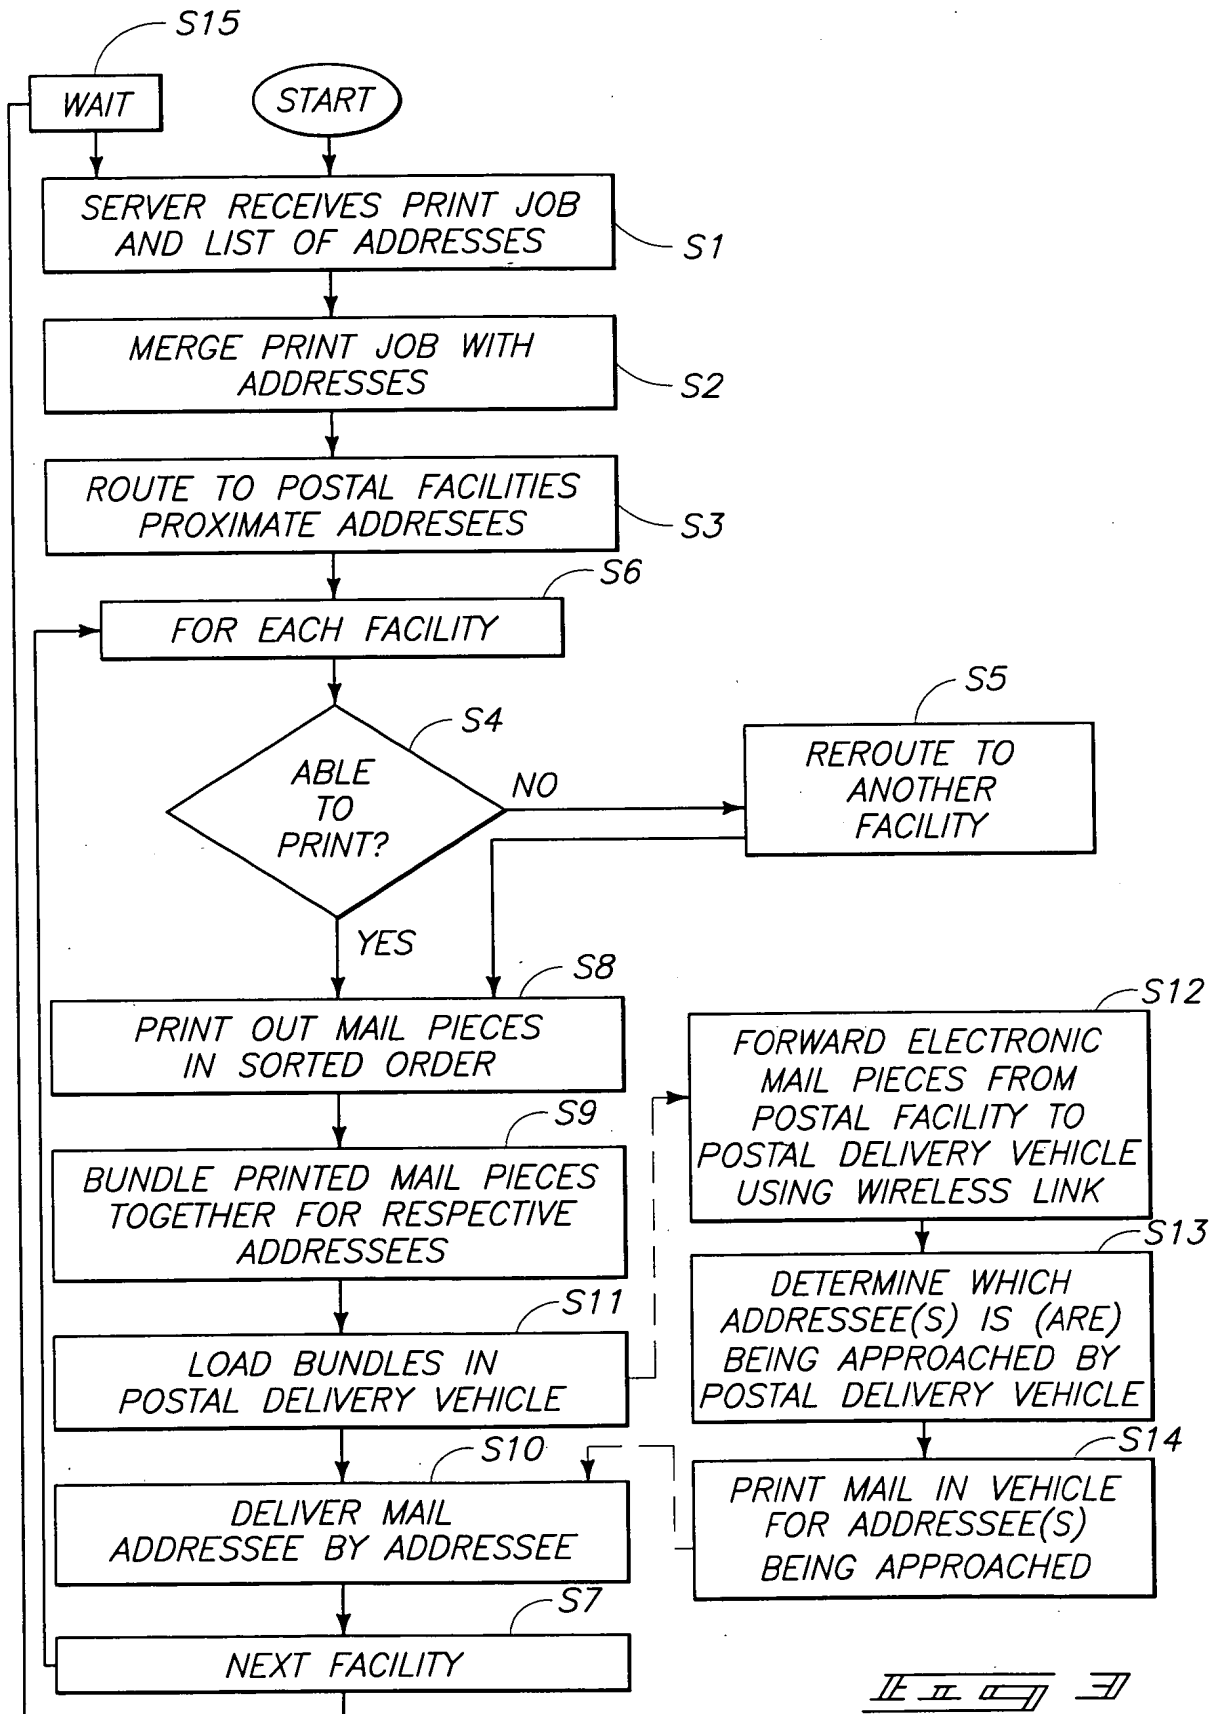 S15
WAIT
START
SERVER RECEIVES PRINT JOB
AND LIST OF ADDRESSES
S1
MERGE PRINT JOB WITH
ADDRESSES
S2
ROUTE TO POSTAL FACILITIES
PROXIMATE ADDRESEES
S3
S6
FOR EACH FACILITY
S4
ABLE
TO
PRINT?
NO
YES
S5
REROUTE TO
ANOTHER
FACILITY
S8
PRINT OUT MAIL PIECES
IN SORTED ORDER
S9
BUNDLE PRINTED MAIL PIECES
TOGETHER FOR RESPECTIVE
ADDRESSEES
S11
LOAD BUNDLES IN
POSTAL DELIVERY VEHICLE
S12
FORWARD ELECTRONIC
MAIL PIECES FROM
POSTAL FACILITY TO
POSTAL DELIVERY VEHICLE
USING WIRELESS LINK
S13
DETERMINE WHICH
ADDRESSEE(S) IS (ARE)
BEING APPROACHED BY
POSTAL DELIVERY VEHICLE
S14
PRINT MAIL IN VEHICLE
FOR ADDRESSEE(S)
BEING APPROACHED
S10
DELIVER MAIL
ADDRESSEE BY ADDRESSEE
S7
NEXT FACILITY
FIG 3